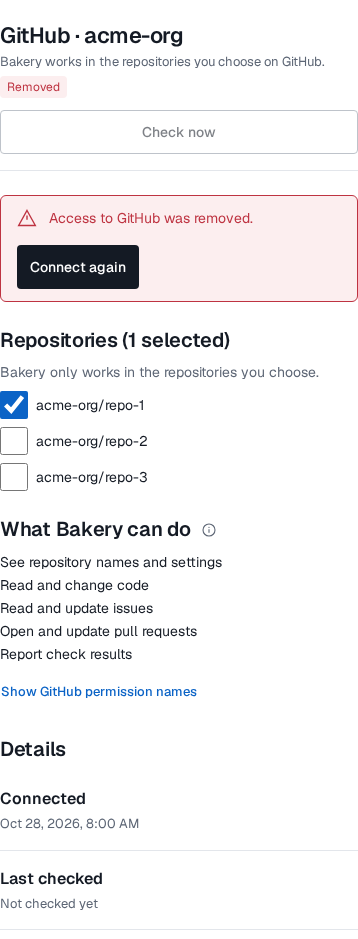 GitHub · acme-org
Bakery works in the repositories you choose on GitHub.
Removed
Check now
Access to GitHub was removed.
Connect again
Repositories (1 selected)
Bakery only works in the repositories you choose.
acme-org/repo-1
acme-org/repo-2
acme-org/repo-3
What Bakery can do
See repository names and settings
Read and change code
Read and update issues
Open and update pull requests
Report check results
Show GitHub permission names
Details
Connected
Oct 28, 2026, 8:00 AM
Last checked
Not checked yet